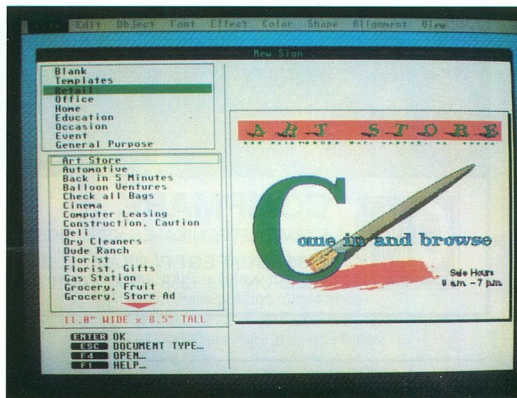 Edit Object Font Effect Color Shape Alignment View
New Sign
Blank
Templates
Retail
Office
Home
Education
Occasion
Event
General Purpose
Art Store
Automotive
Back in 5 Minutes
Balloon Ventures
Check all Bags
Cinema
Computer Leasing
Construction, Caution
Deli
Dry Cleaners
Dude Ranch
Florist
Florist, Gifts
Gas Station
Grocery, Fruit
Grocery, Store Ad
11.0" WIDE x 8.5" TALL
ENTER OK
ESC DOCUMENT TYPE...
F4 OPEN...
F1 HELP...
ART STORE
Come in and browse
Sale Hours
9 a.m. - 7 p.m.